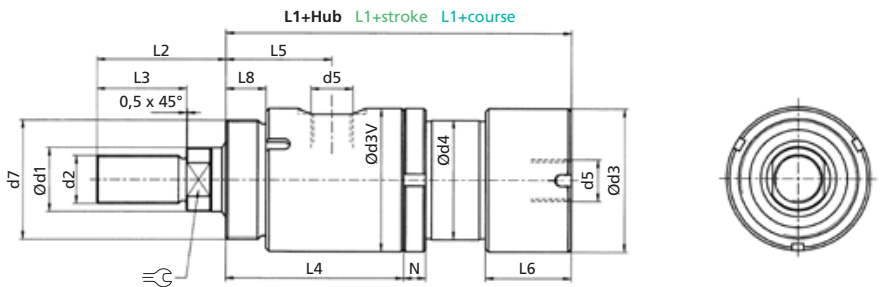 L1+Hub L1+stroke L1+course
L2 L5
L3 L8 d5
0,5 x 45°
d7 Ød1 d2 Ød3V Ød4 d5 Ød3
L4 N L6